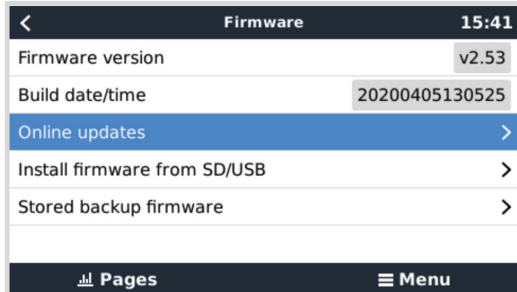 Firmware 15:41
Firmware version v2.53
Build date/time 20200405130525
Online updates
Install firmware from SD/USB
Stored backup firmware
Pages Menu